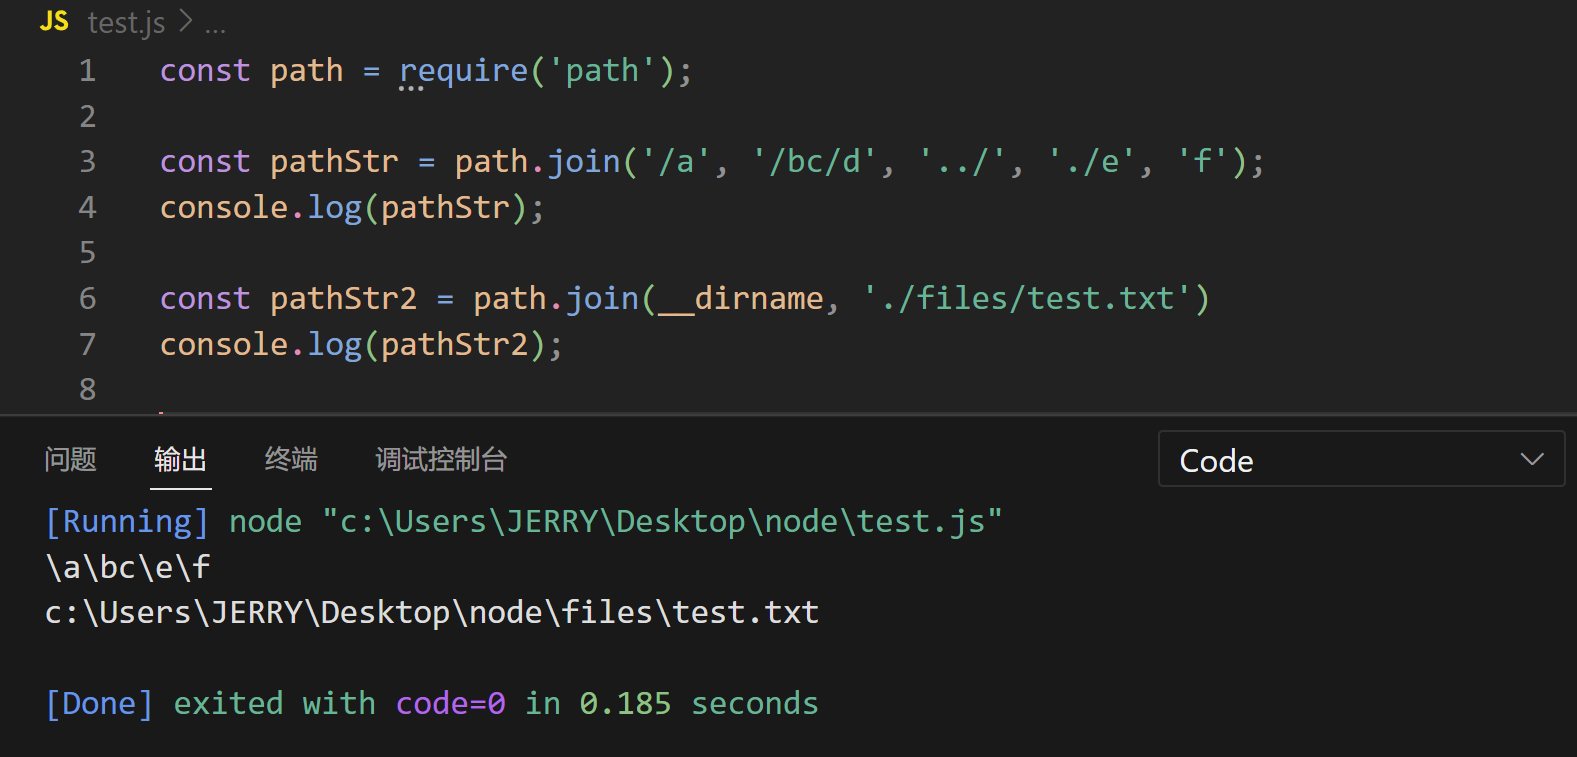 JS test.js > ...
1 const path = require('path');
2
3 const pathStr = path.join('/a', '/bc/d', '../', './e', 'f');
4 console.log(pathStr);
5
6 const pathStr2 = path.join(__dirname, './files/test.txt')
7 console.log(pathStr2);
8
问题 输出 终端 调试控制台 Code
[Running] node "c:\Users\JERRY\Desktop\node\test.js"
\a\bc\e\f
c:\Users\JERRY\Desktop\node\files\test.txt
[Done] exited with code=0 in 0.185 seconds